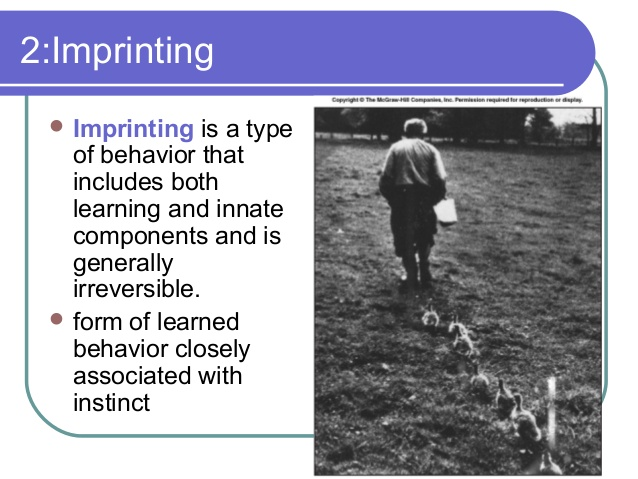 2:Imprinting
Copyright © The McGraw-Hill Companies, Inc. Permission required for reproduction or display.
Imprinting is a type
of behavior that
includes both
learning and innate
components and is
generally
irreversible.
form of learned
behavior closely
associated with
instinct